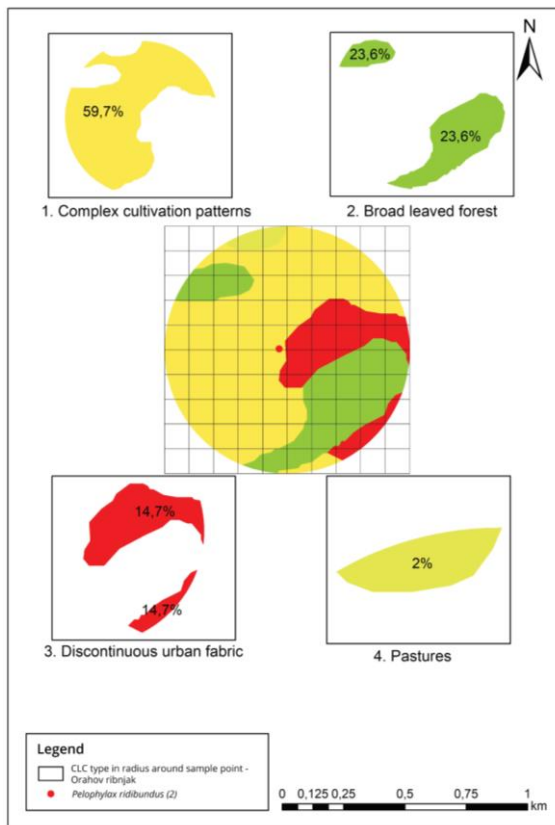 N
23,6%
59,7%
23,6%
1. Complex cultivation patterns
2. Broad leaved forest
14,7%
14,7%
2%
3. Discontinuous urban fabric
4. Pastures
Legend
CLC type in radius around sample point -
Orahov ribnjak
Pelophylax ridibundus (2)
0 0,125 0,25 0,5 0,75 1
km